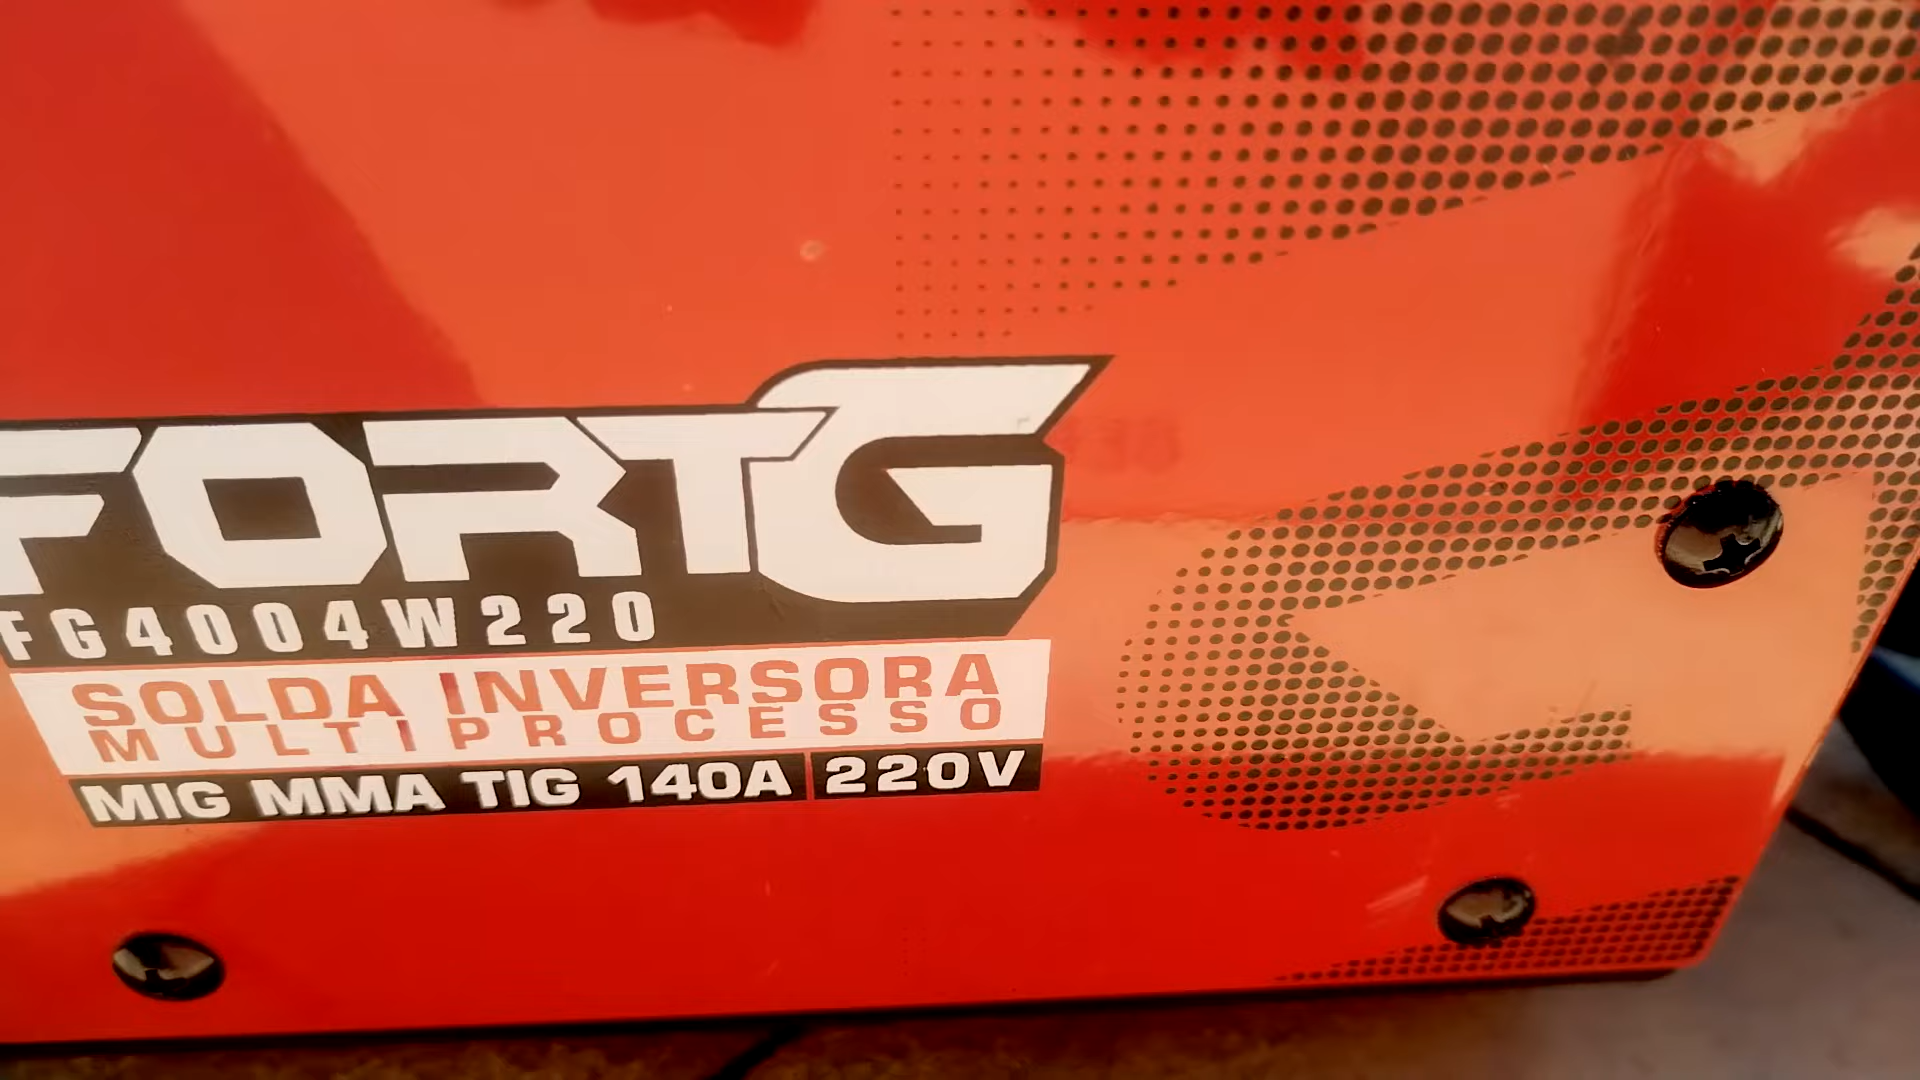 FORTG
FG4004W220
SOLDA INVERSORA
MULTIPROCESSO
MIG MMA TIG 140A 220V